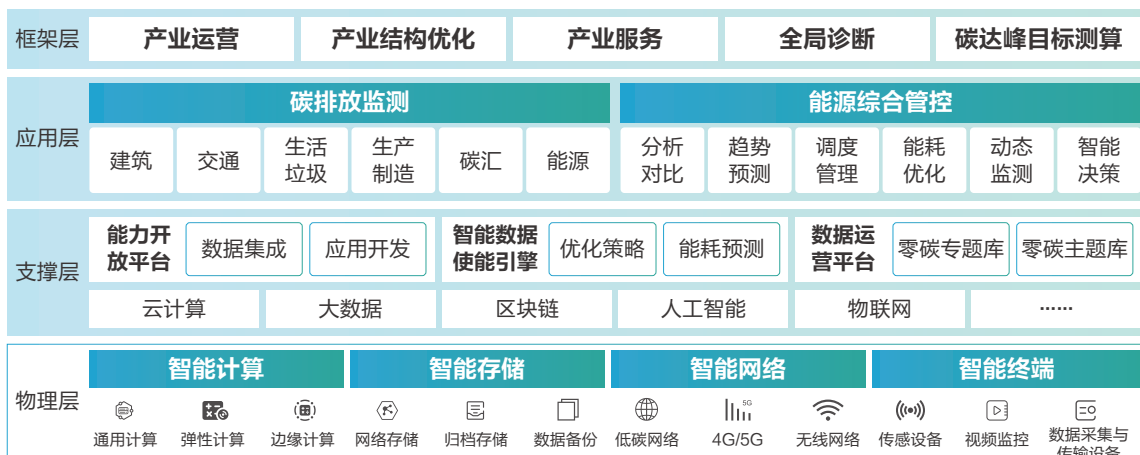 框架层
产业运营
产业结构优化
产业服务
全局诊断
碳达峰目标测算
应用层
碳排放监测
能源综合管控
建筑
交通
生活
垃圾
生产
制造
碳汇
能源
分析
对比
趋势
预测
调度
管理
能耗
优化
动态
监测
智能
决策
支撑层
能力开
放平台
数据集成
应用开发
智能数据
使能引擎
优化策略
能耗预测
数据运
营平台
零碳专题库
零碳主题库
云计算
大数据
区块链
人工智能
物联网
······
物理层
智能计算
智能存储
智能网络
智能终端
通用计算
弹性计算
边缘计算
网络存储
归档存储
数据备份
低碳网络
5G
4G/5G
无线网络
传感设备
视频监控
数据采集与
传输设备